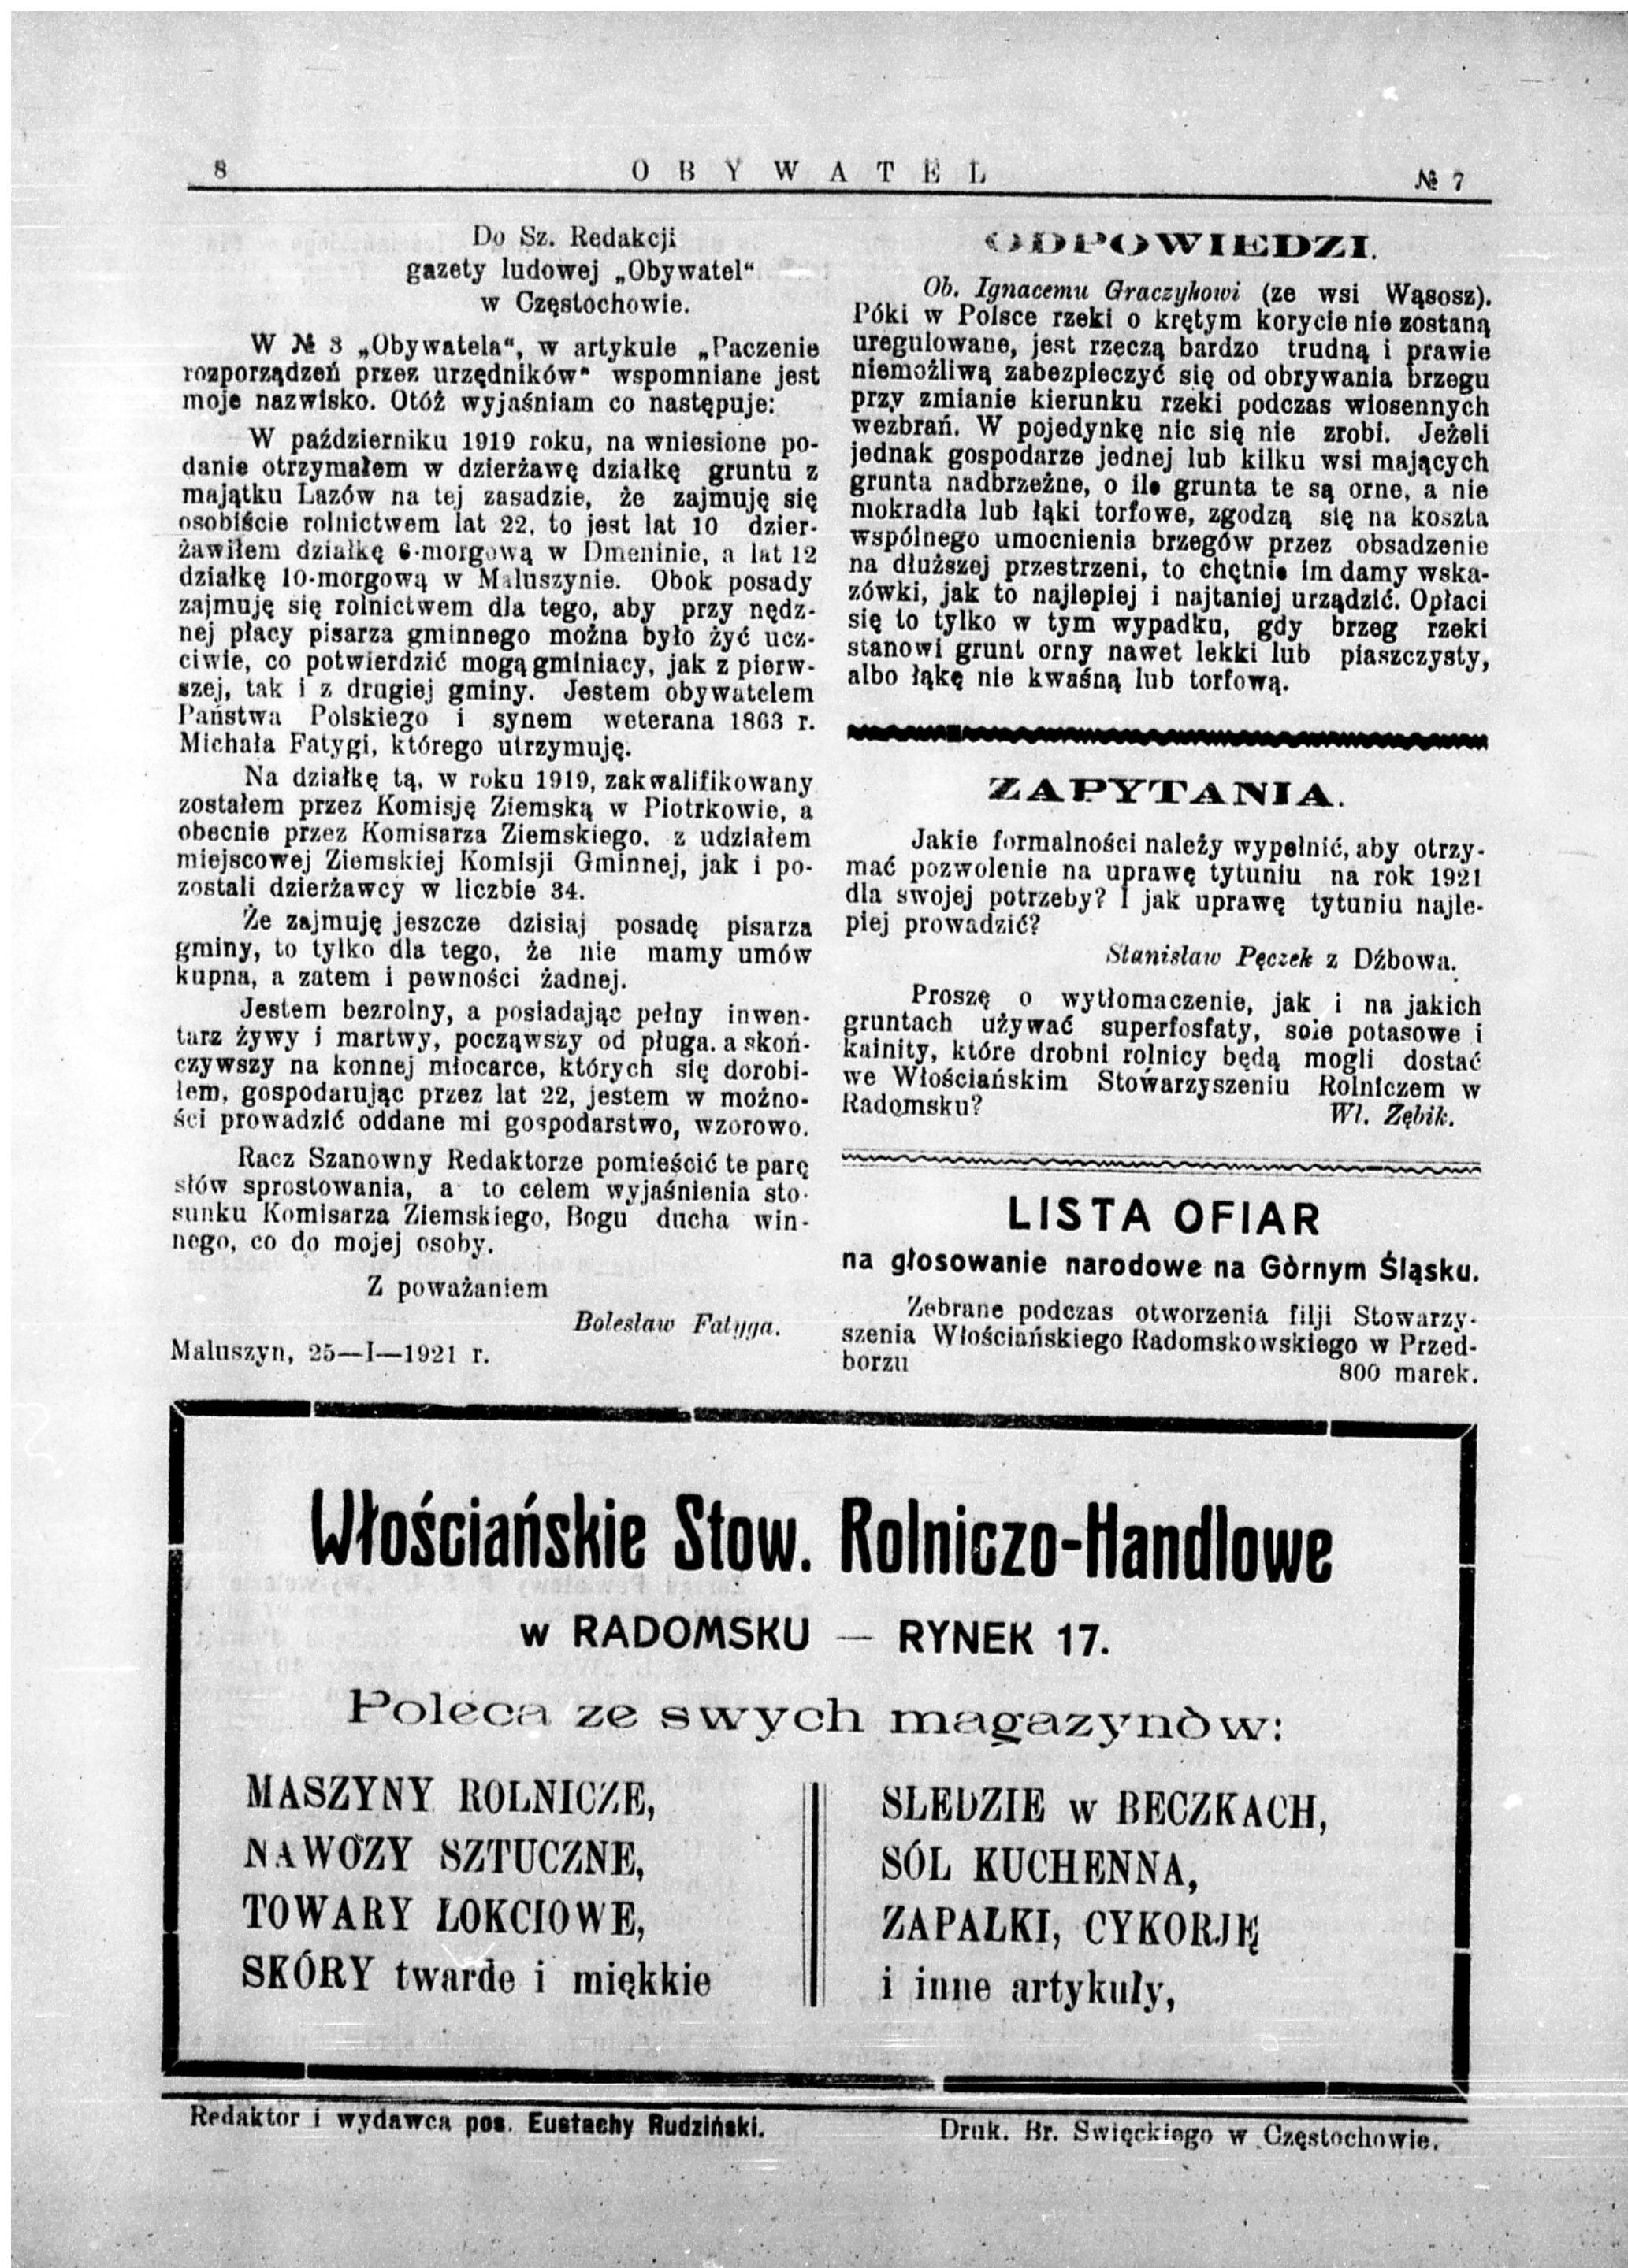 8
OBYWATEL
№ 7
Do Sz. Redakcji
gazety ludowej „Obywatel“
w Częstochowie.
W № 3 „Obywatela“, w artykule „Paczenie
rozporządzeń przez urzędników“ wspomniane jest
moje nazwisko. Otóż wyjaśniam co następuje:
W październiku 1919 roku, na wniesione po-
danie otrzymałem w dzierżawę działkę gruntu z
majątku Łazów na tej zasadzie, że zajmuję się
osobiście rolnictwem lat 22, to jest lat 10 dzier-
żawiłem działkę 6-morgową w Dmeninie, a lat 12
działkę 10-morgową w Maluszynie. Obok posady
zajmuję się rolnictwem dla tego, aby przy nędz-
nej płacy pisarza gminnego można było żyć ucz-
ciwie, co potwierdzić mogą gminiacy, jak z pierw-
szej, tak i z drugiej gminy. Jestem obywatelem
Państwa Polskiego i synem weterana 1863 r.
Michała Fatygi, którego utrzymuję.
Na działkę tą, w roku 1919, zakwalifikowany
zostałem przez Komisję Ziemską w Piotrkowie, a
obecnie przez Komisarza Ziemskiego, z udziałem
miejscowej Ziemskiej Komisji Gminnej, jak i po-
zostali dzierżawcy w liczbie 34.
Że zajmuję jeszcze dzisiaj posadę pisarza
gminy, to tylko dla tego, że nie mamy umów
kupna, a zatem i pewności żadnej.
Jestem bezrolny, a posiadając pełny inwen-
tarz żywy i martwy, począwszy od pługa, a skoń-
czywszy na konnej młocarce, których się dorobi-
łem, gospodarując przez lat 22, jestem w możno-
ści prowadzić oddane mi gospodarstwo, wzorowo.
Racz Szanowny Redaktorze pomieścić te parę
słów sprostowania, a to celem wyjaśnienia sto-
sunku Komisarza Ziemskiego, Bogu ducha win-
nego, co do mojej osoby.
Z poważaniem
Bolesław Fatyga.
Maluszyn, 25—I—1921 r.
ODPOWIEDZI.
Ob. Ignacemu Graczykowi (ze wsi Wąsosz).
Póki w Polsce rzeki o krętym korycie nie zostaną
uregulowane, jest rzeczą bardzo trudną i prawie
niemożliwą zabezpieczyć się od obrywania brzegu
przy zmianie kierunku rzeki podczas wiosennych
wezbrań. W pojedynkę nic się nie zrobi. Jeżeli
jednak gospodarze jednej lub kilku wsi mających
grunta nadbrzeżne, o ile grunta te są orne, a nie
mokradła lub łąki torfowe, zgodzą się na koszta
wspólnego umocnienia brzegów przez obsadzenie
na dłuższej przestrzeni, to chętnie im damy wska-
zówki, jak to najlepiej i najtaniej urządzić. Opłaci
się to tylko w tym wypadku, gdy brzeg rzeki
stanowi grunt orny nawet lekki lub piaszczysty,
albo łąkę nie kwaśną lub torfową.
ZAPYTANIA.
Jakie formalności należy wypełnić, aby otrzy-
mać pozwolenie na uprawę tytuniu na rok 1921
dla swojej potrzeby? I jak uprawę tytuniu najle-
piej prowadzić?
Stanisław Pęczek z Dźbowa.
Proszę o wytłomaczenie, jak i na jakich
gruntach używać superfosfaty, sole potasowe i
kainity, które drobni rolnicy będą mogli dostać
we Włościańskim Stowarzyszeniu Rolniczem w
Radomsku? Wł. Zębik.
LISTA OFIAR
na głosowanie narodowe na Gòrnym Śląsku.
Zebrane podczas otworzenia filji Stowarzy-
szenia Włościańskiego Radomskowskiego w Przed-
borzu 800 marek.
Włościańskie Stow. Rolniczo-Handlowe
w RADOMSKU — RYNEK 17.
Poleca ze swych magazynòw:
MASZYNY ROLNICZE,
NAWOZY SZTUCZNE,
TOWARY ŁOKCIOWE,
SKÓRY twarde i miękkie
SLEDZIE w BECZKACH,
SÓL KUCHENNA,
ZAPAŁKI, CYKORJĘ
i inne artykuły,
Redaktor i wydawca pos. Eustachy Rudziński.
Druk. Br. Swięckiego w Częstochowie.